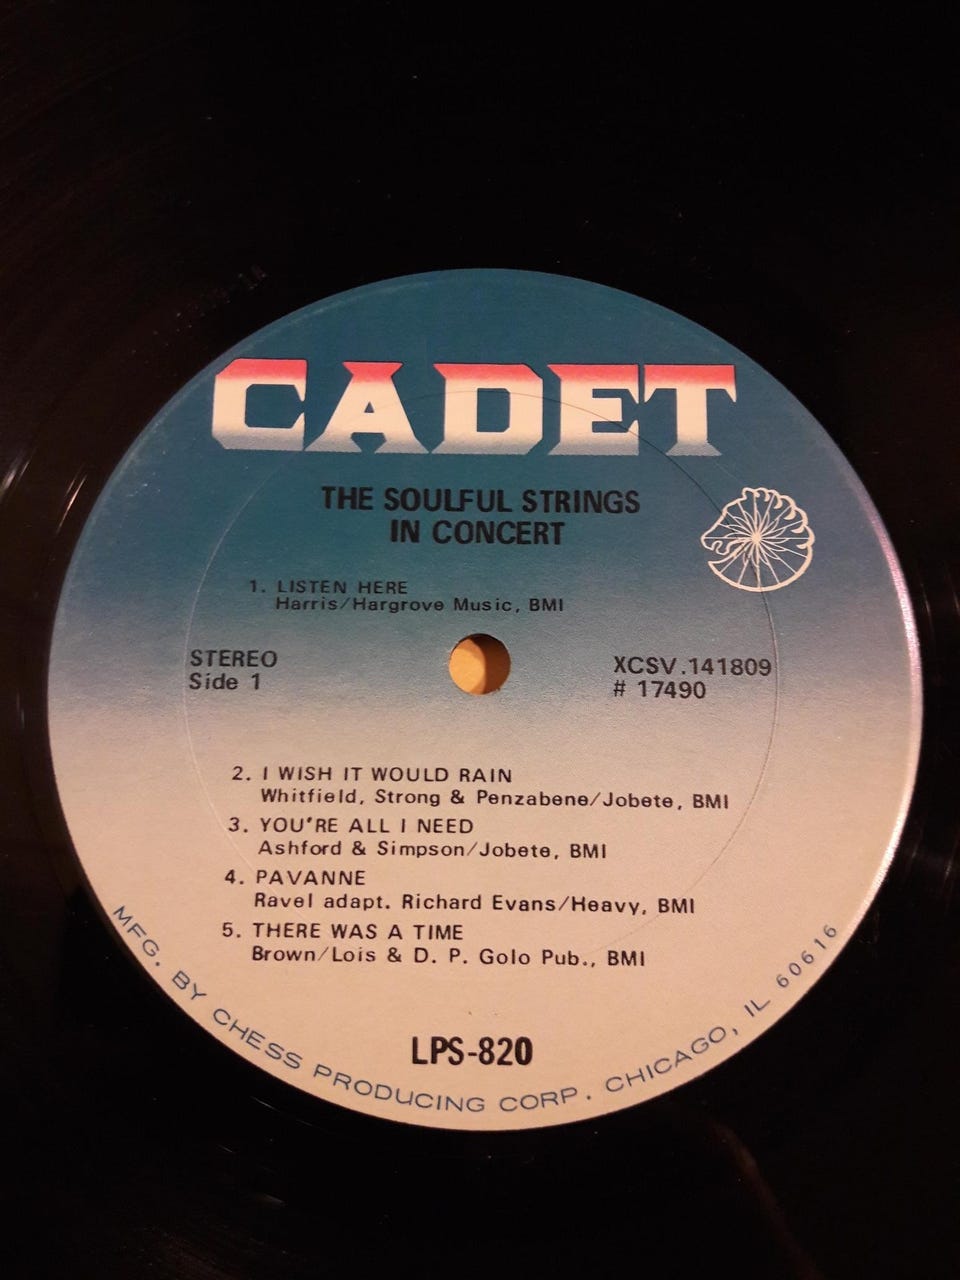 CADET
THE SOULFUL STRINGS
IN CONCERT
1. LISTEN HERE
Harris/Hargrove Music, BMI
STEREO
Side 1
XCSV.141809
# 17490
2. I WISH IT WOULD RAIN
Whitfield, Strong & Penzabene/Jobete, BMI
3. YOU'RE ALL I NEED
Ashford & Simpson/Jobete, BMI
4. PAVANNE
Ravel adapt. Richard Evans/Heavy, BMI
5. THERE WAS A TIME
Brown/Lois & D. P. Golo Pub., BMI
LPS-820
MFG. BY CHESS PRODUCING CORP. CHICAGO, IL 60616